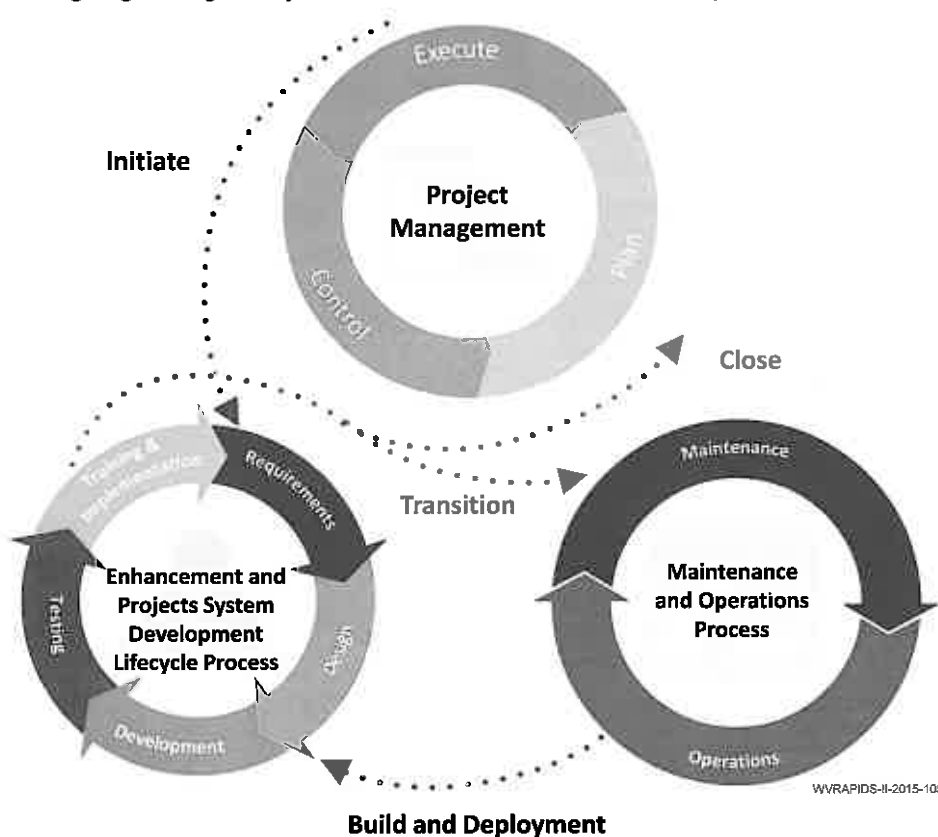 Execute
Initiate
Project
Management
Plan
Control
Close
Training &
Implementation
Requirements
Transition
Maintenance
Enhancement and
Projects System
Development
Lifecycle Process
Maintenance
and Operations
Process
Testing
Design
Development
Operations
WVRAPIDS-II-2015-10
Build and Deployment